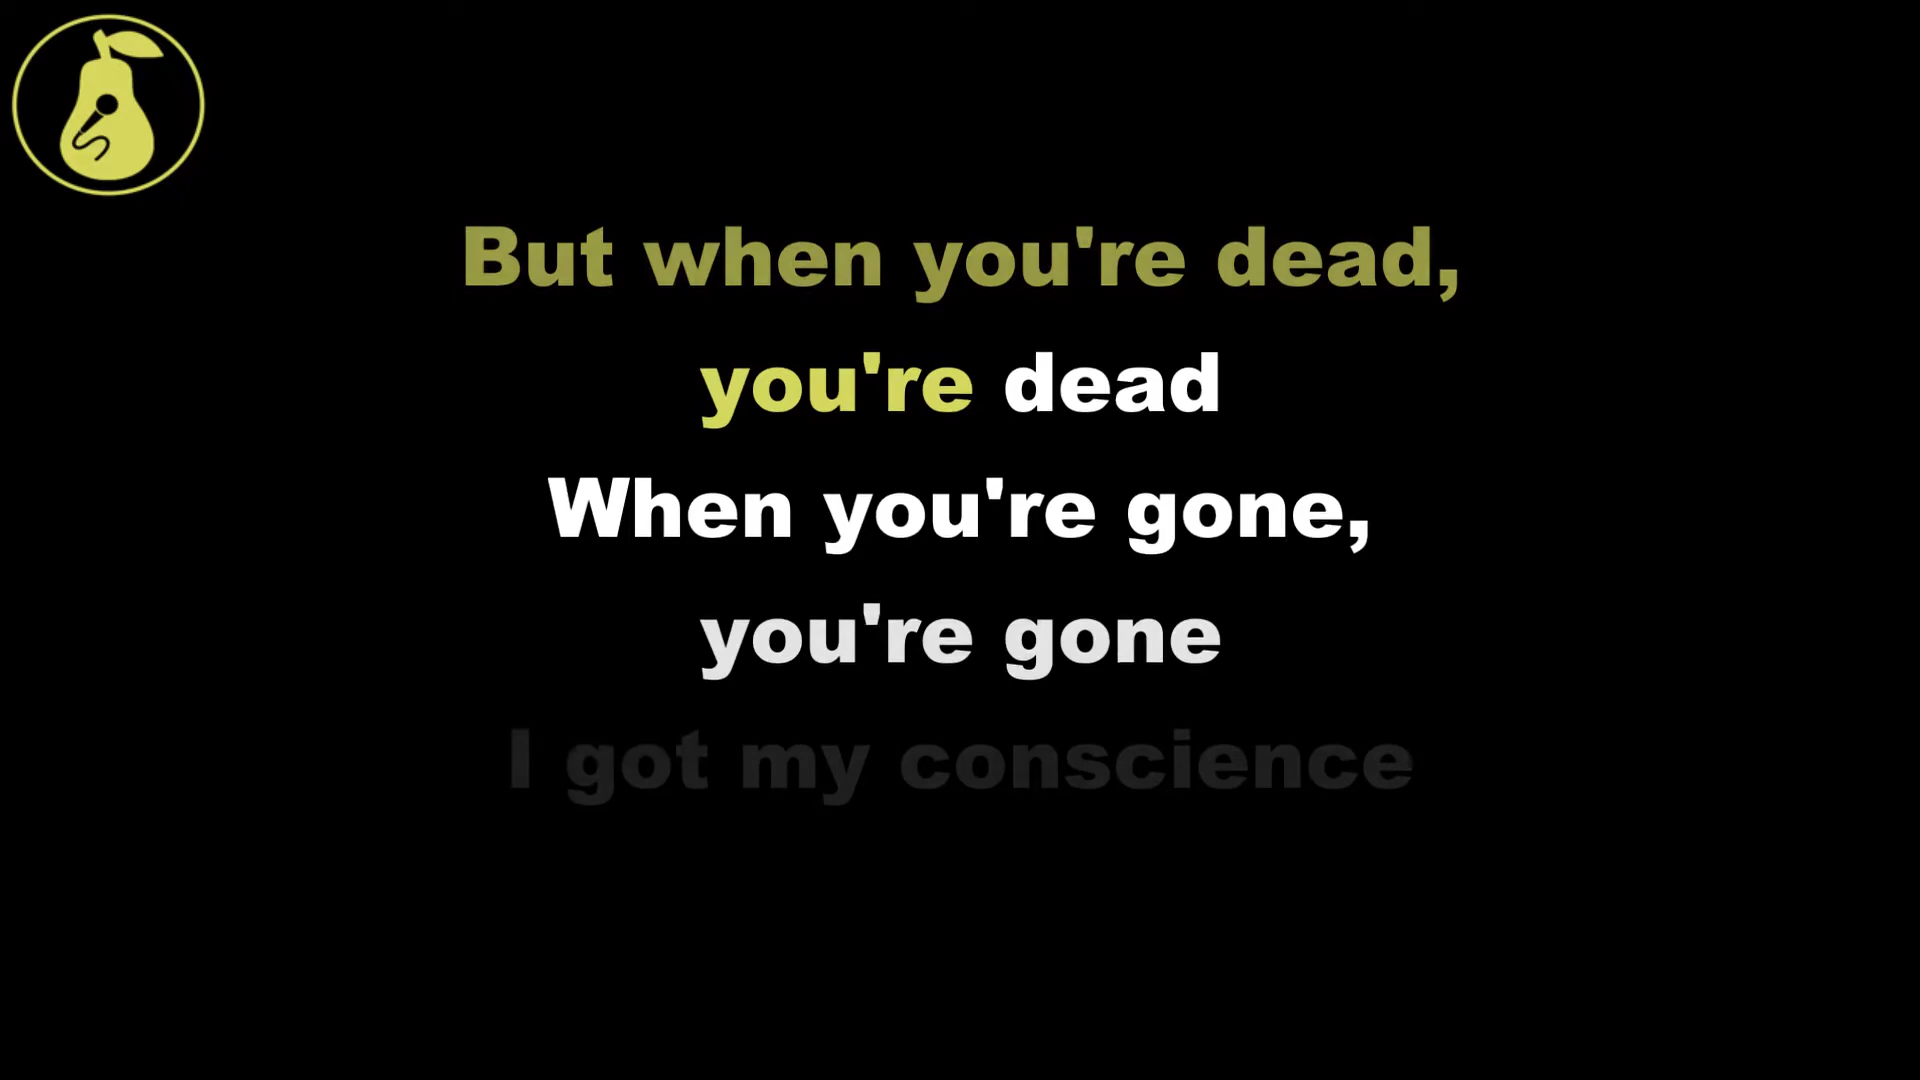 But when you're dead,
you're dead
When you're gone,
you're gone
I got my conscience